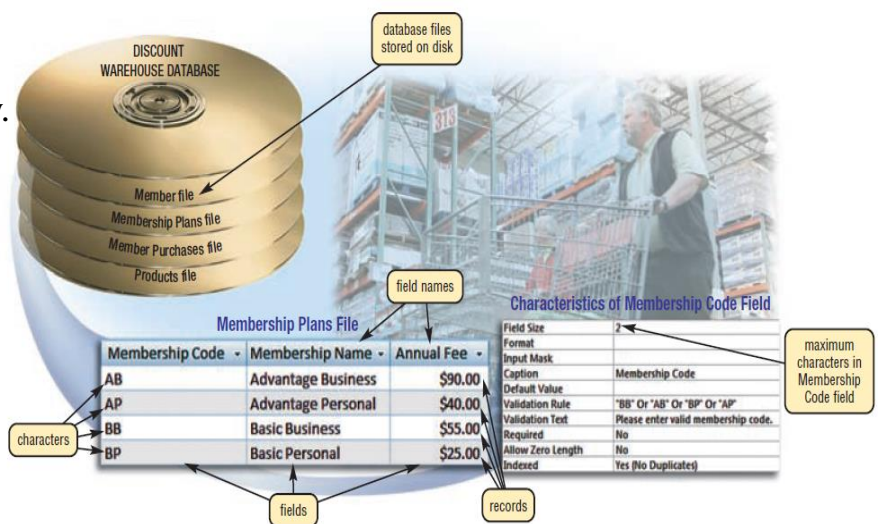 DISCOUNT
WAREHOUSE DATABASE
Member file
Membership Plans file
Member Purchases file
Products file
database files
stored on disk
313
field names
Membership Plans File
Membership Code Membership Name Annual Fee
AB Advantage Business $90.00
AP Advantage Personal $40.00
BB Basic Business $55.00
BP Basic Personal $25.00
characters
fields
records
Characteristics of Membership Code Field
Field Size 2
Format
Input Mask
Caption Membership Code
Default Value
Validation Rule "BB" Or "AB" Or "BP" Or "AP"
Validation Text Please enter valid membership code.
Required No
Allow Zero Length No
Indexed Yes (No Duplicates)
maximum
characters in
Membership
Code field